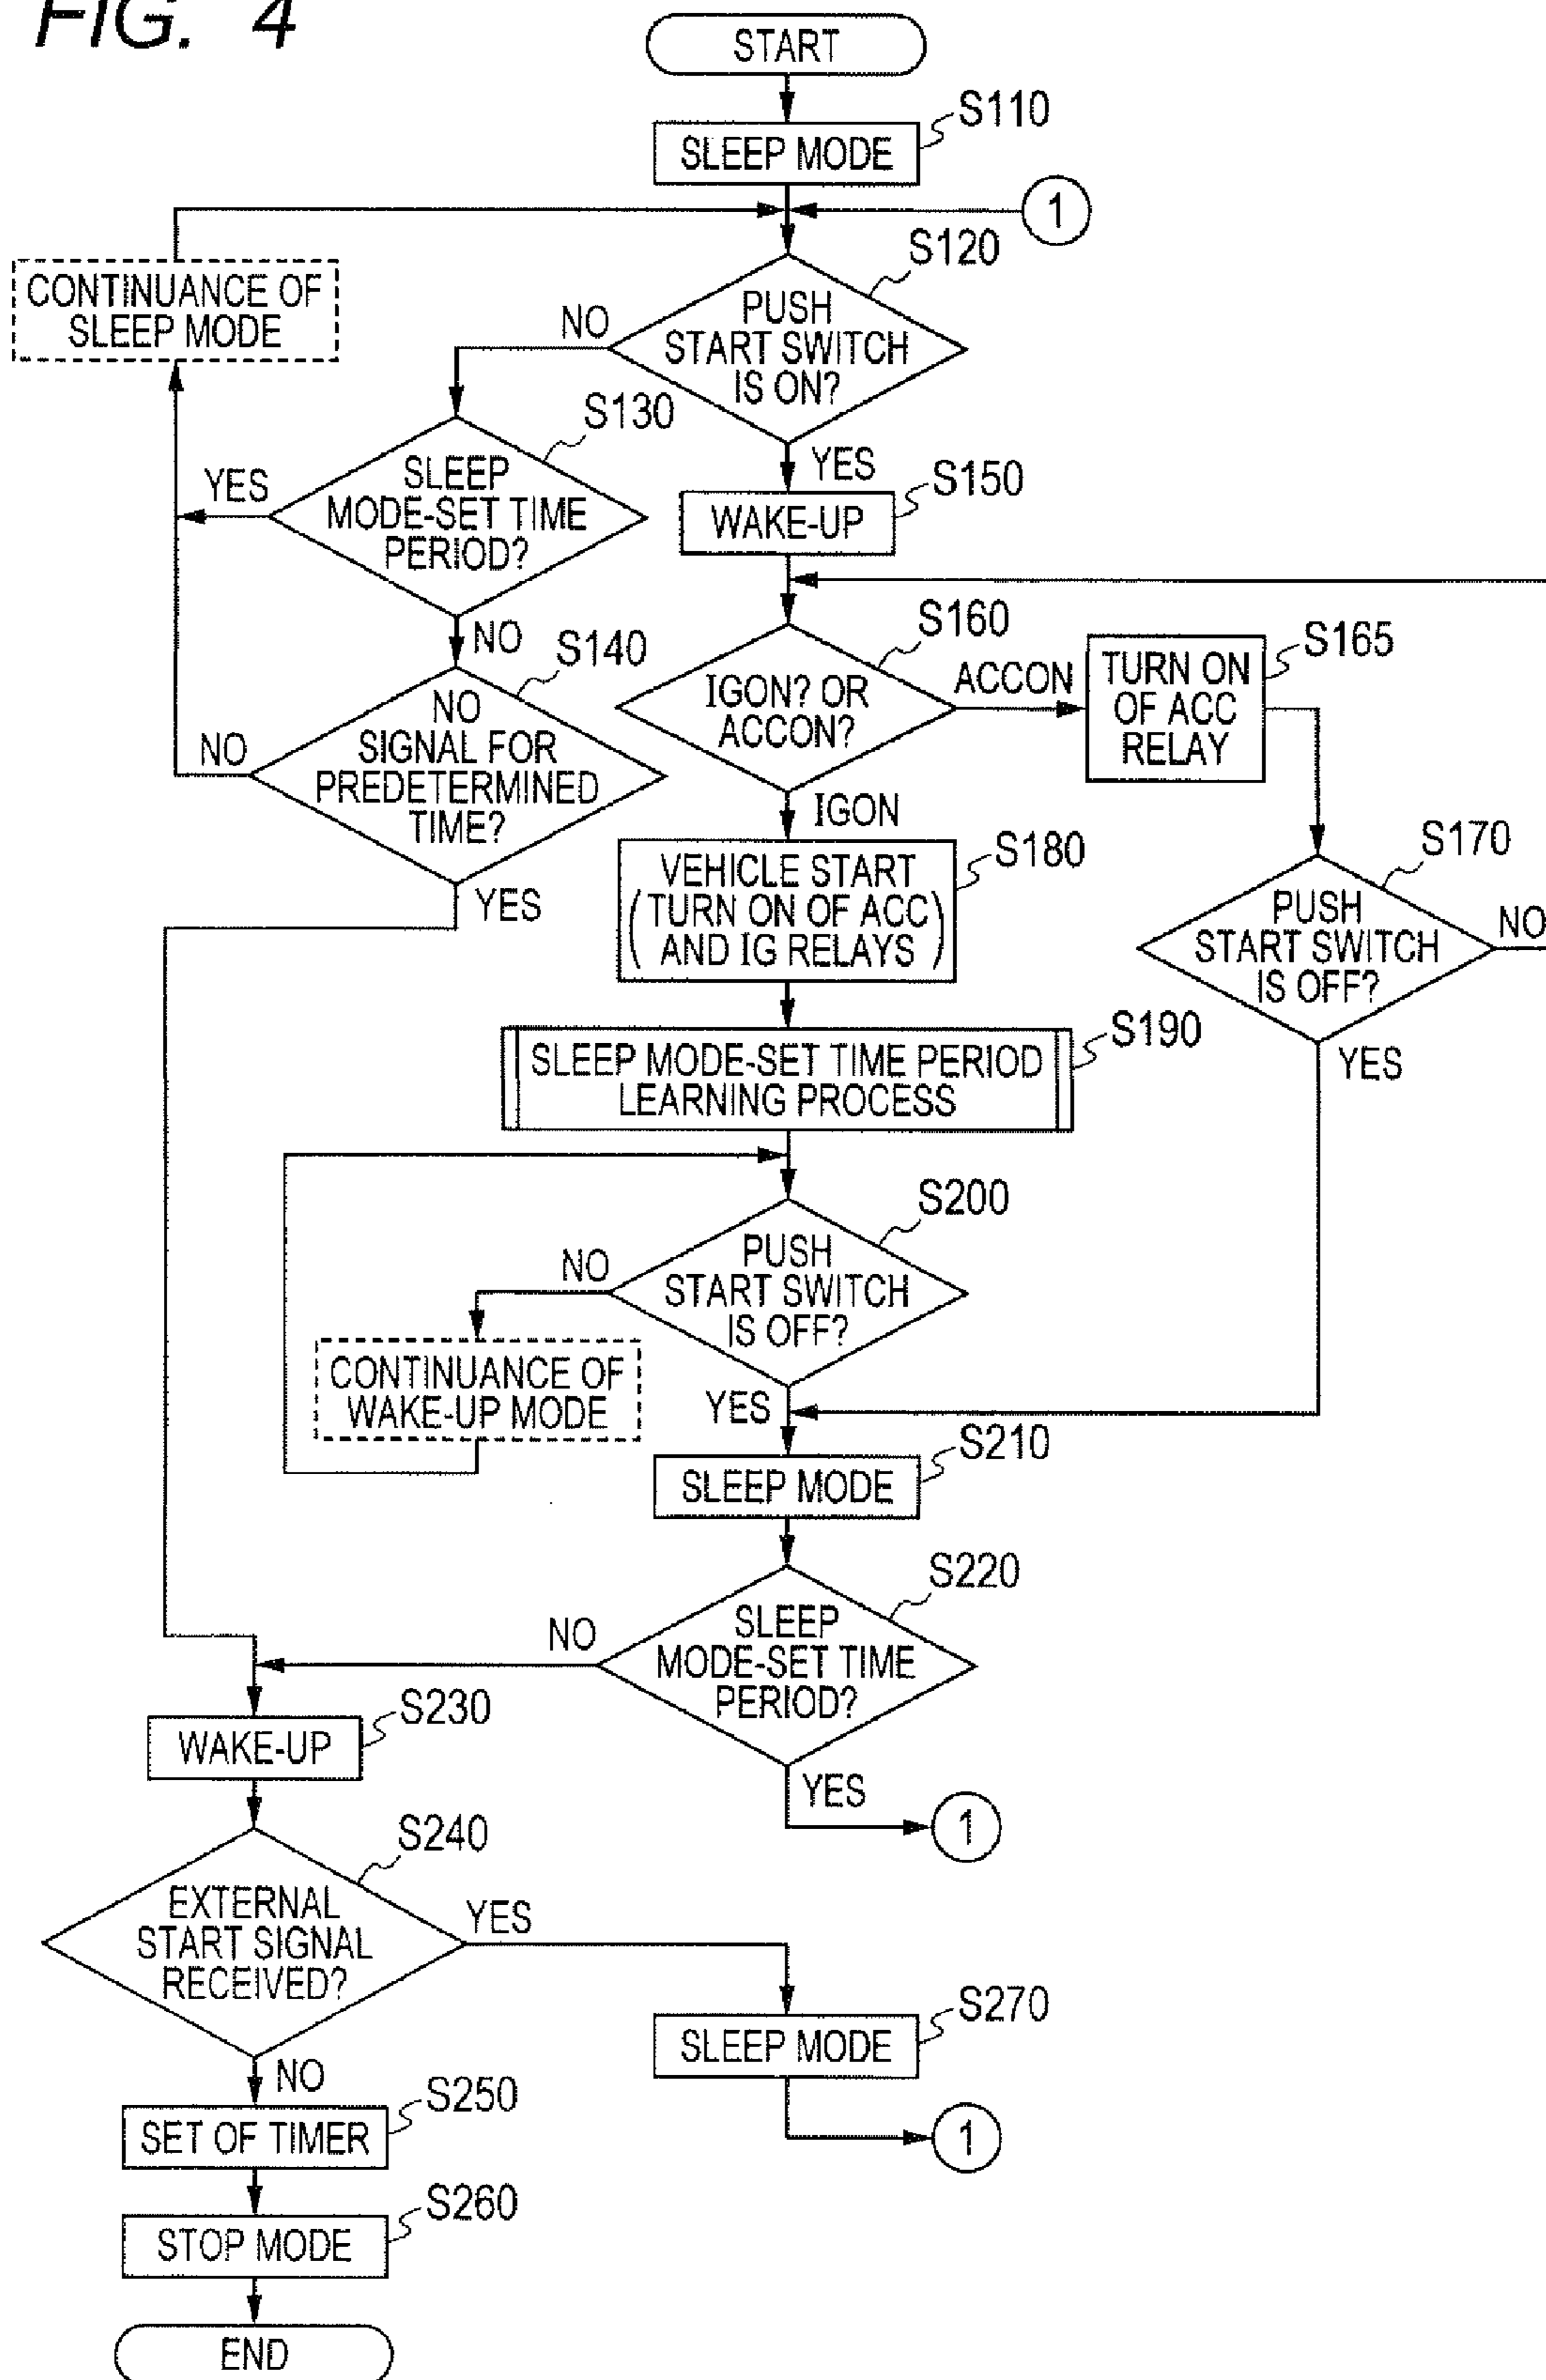 FIG. 4
START
S110
SLEEP MODE
1
S120
CONTINUANCE OF
SLEEP MODE
NO
PUSH
START SWITCH
IS ON?
S130
YES
SLEEP
MODE-SET TIME
PERIOD?
YES
S150
WAKE-UP
NO
S140
S160
S165
NO
SIGNAL FOR
PREDETERMINED
TIME?
NO
IGON? OR
ACCON?
ACCON
TURN ON
OF ACC
RELAY
YES
IGON
S180
VEHICLE START
(TURN ON OF ACC
AND IG RELAYS)
S170
PUSH
START SWITCH
IS OFF?
NO
YES
S190
SLEEP MODE-SET TIME PERIOD
LEARNING PROCESS
S200
NO
PUSH
START SWITCH
IS OFF?
CONTINUANCE OF
WAKE-UP MODE
YES
S210
SLEEP MODE
S220
NO
SLEEP
MODE-SET TIME
PERIOD?
S230
WAKE-UP
YES
1
S240
EXTERNAL
START SIGNAL
RECEIVED?
YES
S270
SLEEP MODE
NO
S250
SET OF TIMER
1
S260
STOP MODE
END